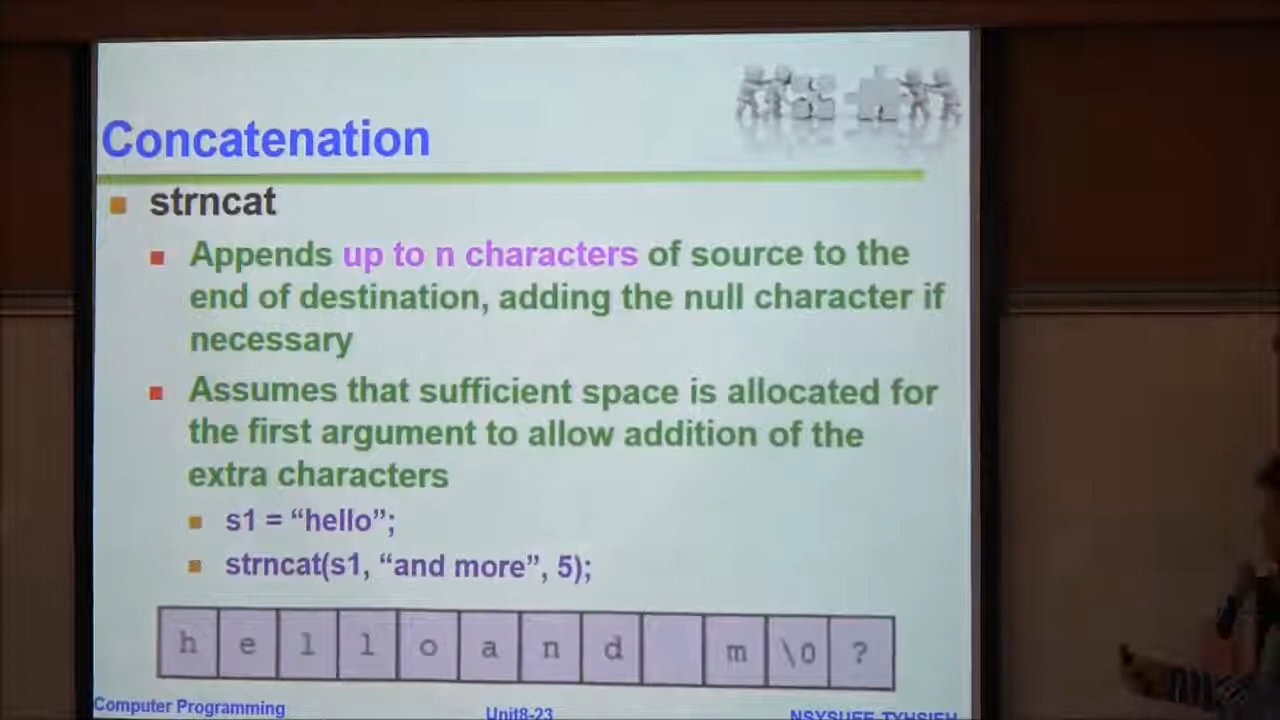 Concatenation
strncat
Appends up to n characters of source to the
end of destination, adding the null character if
necessary
Assumes that sufficient space is allocated for
the first argument to allow addition of the
extra characters
s1 = “hello”;
strncat(s1, “and more”, 5);
h e l l o a n d m \0 ?
Computer Programming Unit8-23 NSYSUEE-TYHSIEH